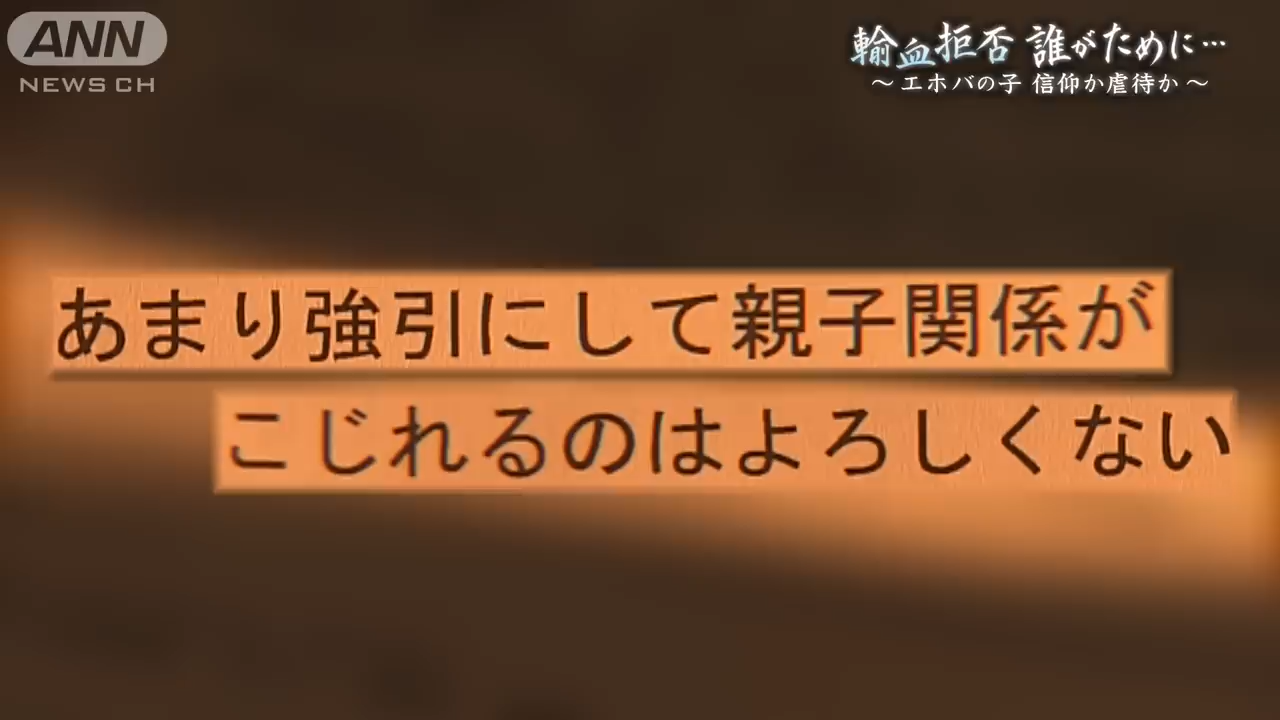 ANN
NEWS CH
輸血拒否 誰がために…
～エホバの子 信仰か虐待か～
あまり強引にして親子関係が
こじれるのはよろしくない